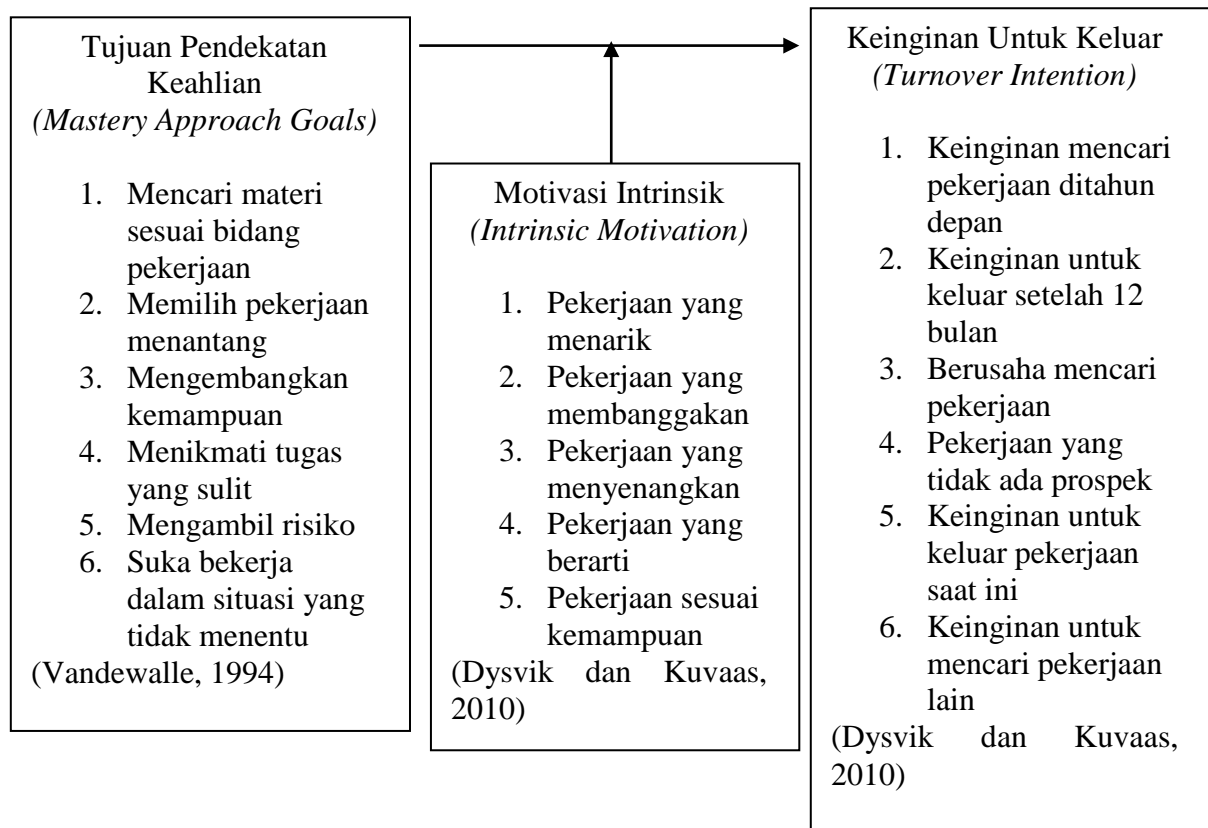 Tujuan Pendekatan
Keahlian
(Mastery Approach Goals)
1. Mencari materi
sesuai bidang
pekerjaan
2. Memilih pekerjaan
menantang
3. Mengembangkan
kemampuan
4. Menikmati tugas
yang sulit
5. Mengambil risiko
6. Suka bekerja
dalam situasi yang
tidak menentu
(Vandewalle, 1994)
Motivasi Intrinsik
(Intrinsic Motivation)
1. Pekerjaan yang
menarik
2. Pekerjaan yang
membanggakan
3. Pekerjaan yang
menyenangkan
4. Pekerjaan yang
berarti
5. Pekerjaan sesuai
kemampuan
(Dysvik dan Kuvaas,
2010)
Keinginan Untuk Keluar
(Turnover Intention)
1. Keinginan mencari
pekerjaan ditahun
depan
2. Keinginan untuk
keluar setelah 12
bulan
3. Berusaha mencari
pekerjaan
4. Pekerjaan yang
tidak ada prospek
5. Keinginan untuk
keluar pekerjaan
saat ini
6. Keinginan untuk
mencari pekerjaan
lain
(Dysvik dan Kuvaas,
2010)